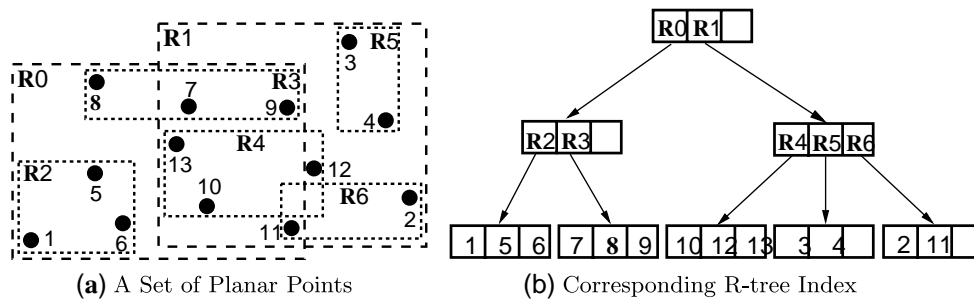 R1
R5
3
R0
R3
8
7
9
4
R4
13
12
R2
5
10
R6
2
1
6
11
(a) A Set of Planar Points
R0 R1
R2 R3
R4 R5 R6
1 5 6
7 8 9
10 12 13
3 4
2 11
(b) Corresponding R-tree Index